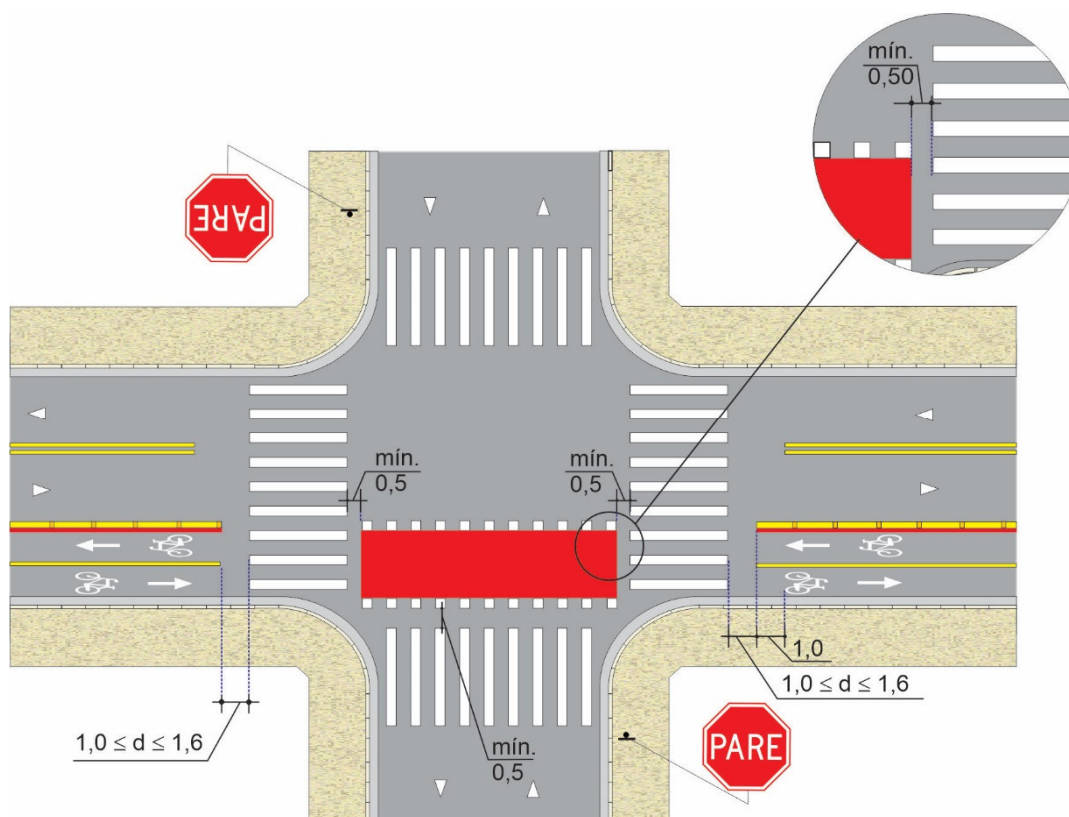 mín.
0,50
PARE
mín.
0,5
mín.
0,5
1,0
1,0 ≤ d ≤ 1,6
1,0 ≤ d ≤ 1,6
mín.
0,5
PARE